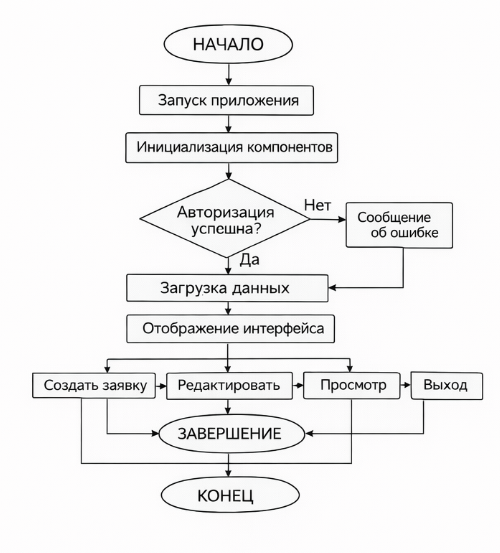 НАЧАЛО
Запуск приложения
Инициализация компонентов
Авторизация
успешна?
Нет
Сообщение
об ошибке
Да
Загрузка данных
Отображение интерфейса
Создать заявку
Редактировать
Просмотр
Выход
ЗАВЕРШЕНИЕ
КОНЕЦ